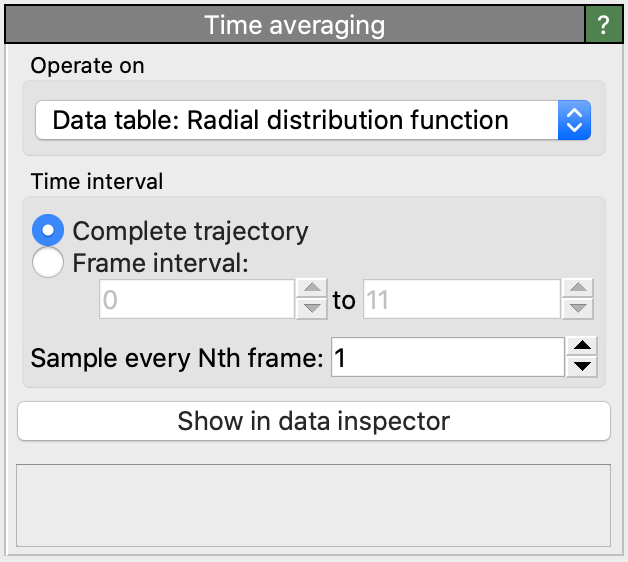 Time averaging ?
Operate on
Data table: Radial distribution function
Time interval
Complete trajectory
Frame interval:
0 to 11
Sample every Nth frame: 1
Show in data inspector